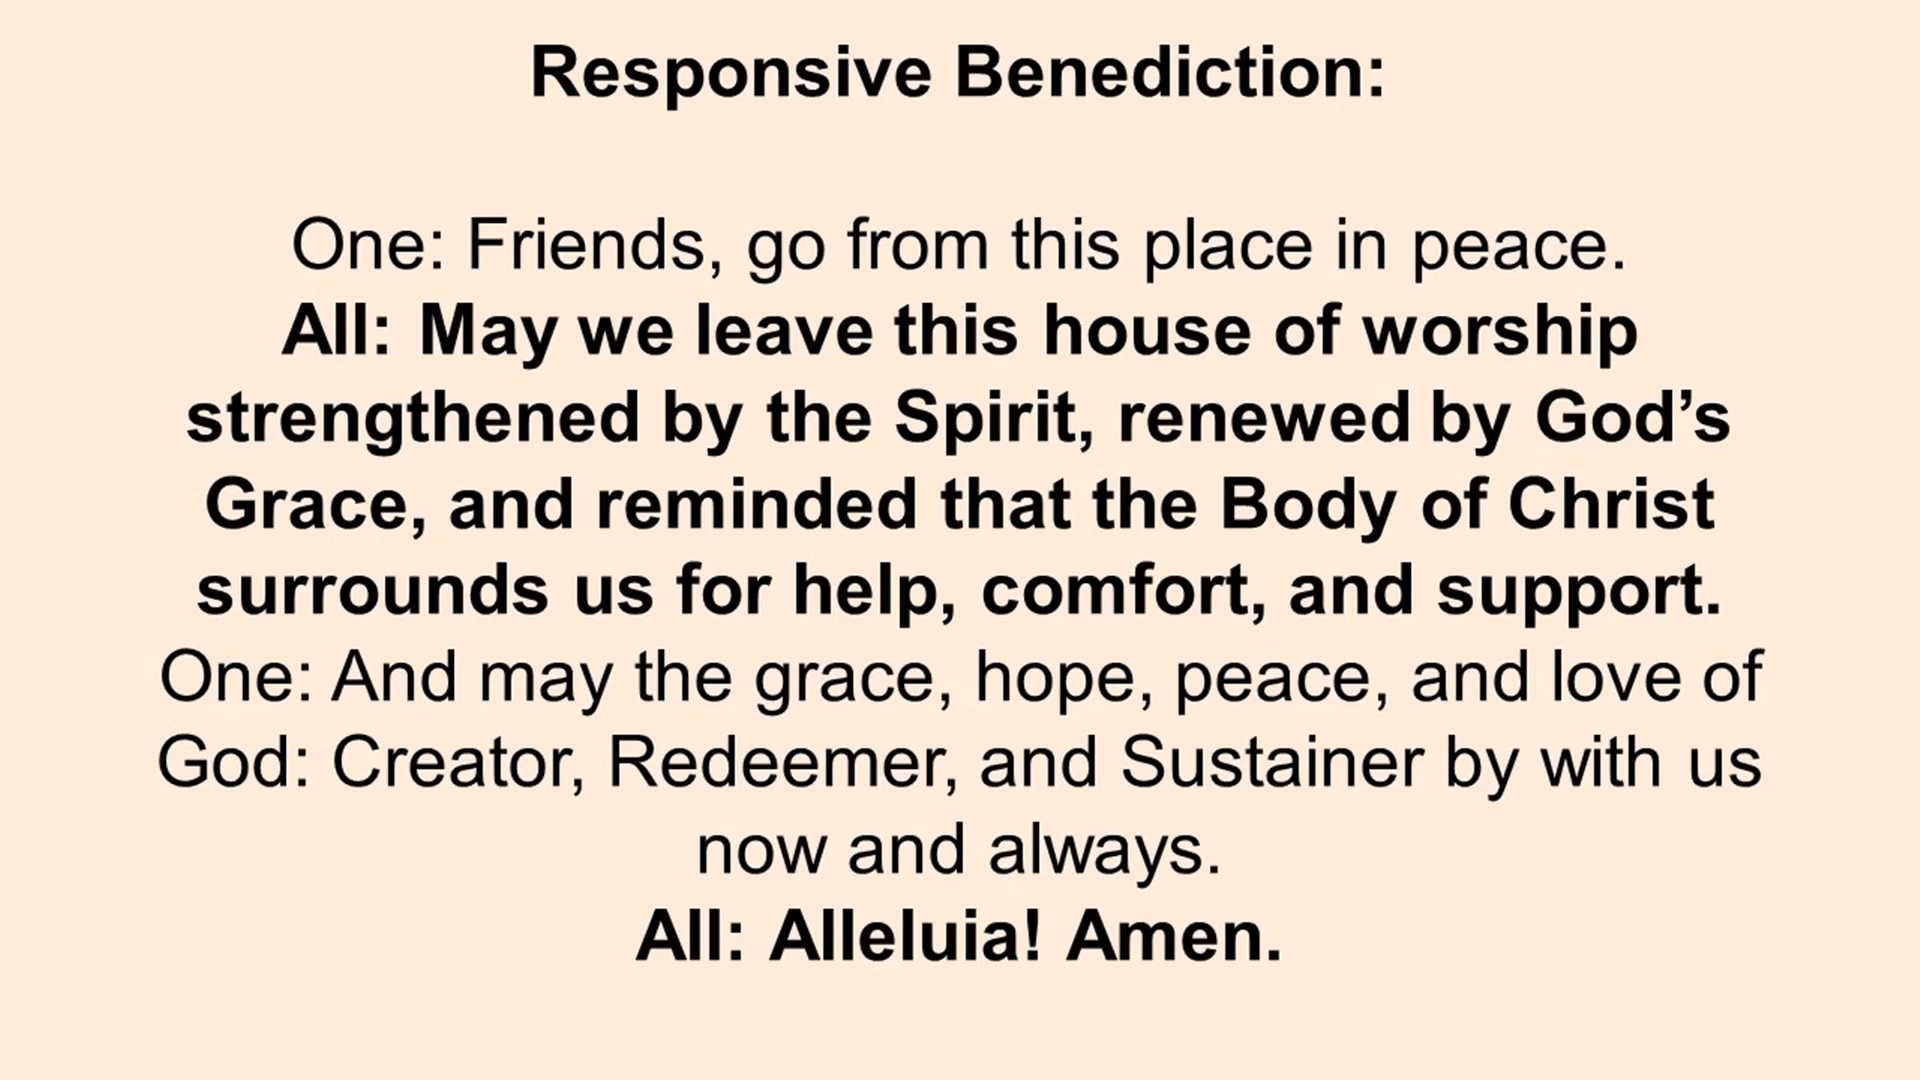 Responsive Benediction:
One: Friends, go from this place in peace.
All: May we leave this house of worship
strengthened by the Spirit, renewed by God’s
Grace, and reminded that the Body of Christ
surrounds us for help, comfort, and support.
One: And may the grace, hope, peace, and love of
God: Creator, Redeemer, and Sustainer by with us
now and always.
All: Alleluia! Amen.